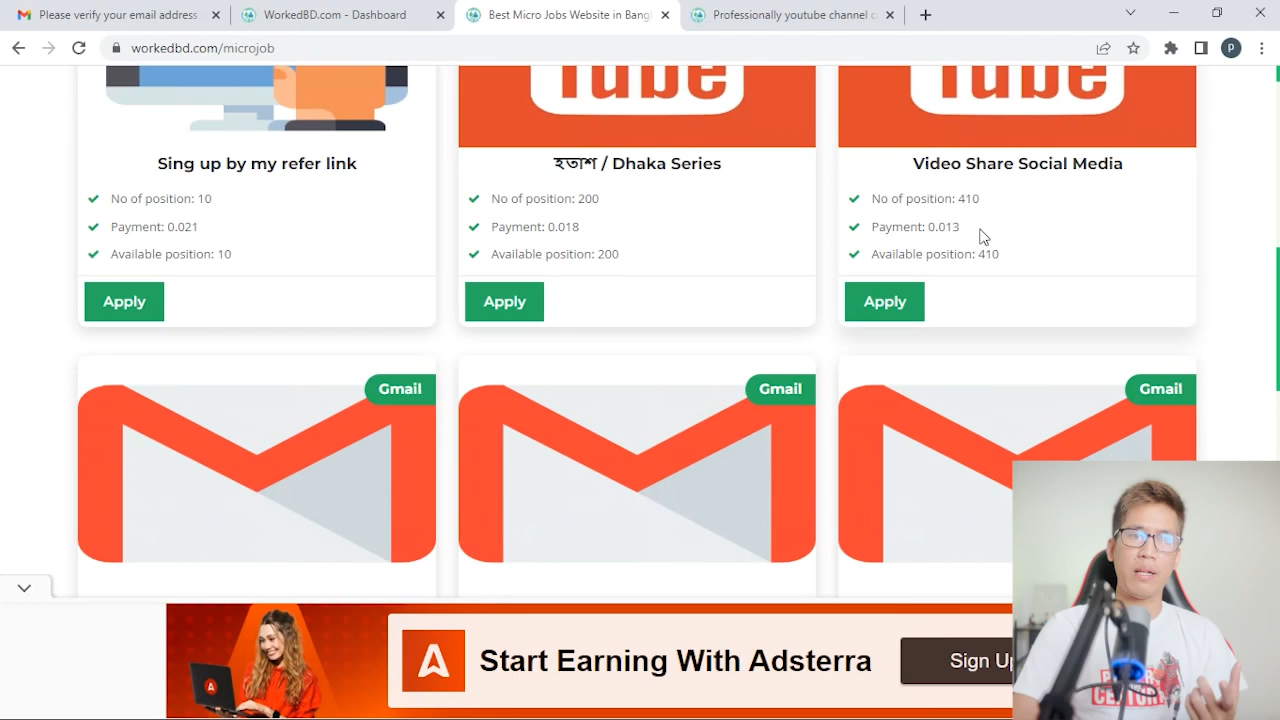 Please verify your email address
WorkedBD.com - Dashboard
Best Micro Jobs Website in Bang
Professionally youtube channel c
workedbd.com/microjob
P
Tube
Tube
Sing up by my refer link
No of position: 10
Payment: 0.021
Available position: 10
Apply
হতাশ / Dhaka Series
No of position: 200
Payment: 0.018
Available position: 200
Apply
Video Share Social Media
No of position: 410
Payment: 0.013
Available position: 410
Apply
Gmail
Gmail
Gmail
Start Earning With Adsterra
Sign Up